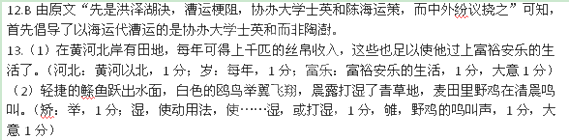 12.B 由原文“先是洪泽湖决，漕运梗阻，协办大学士英和陈海运策，而中外纷议挠之”可知，
首先倡导了以海运代漕运的是协办大学士英和而非陶澍。
13.（1）在黄河北岸有田地，每年可得上千匹的丝帛收入，这些也足以使他过上富裕安乐的生
活了。（河北：黄河以北，1 分；岁：每年，1 分；富乐：富裕安乐的生活，1 分，大意 1 分）
（2）轻捷的鲦鱼跃出水面，白色的鸥鸟举翼飞翔，晨露打湿了青草地，麦田里野鸡在清晨鸣
叫。（矫：举，1 分；湿，使动用法，使……湿，或打湿，1 分，雊，野鸡的鸣叫声，1 分，大
意 1 分）